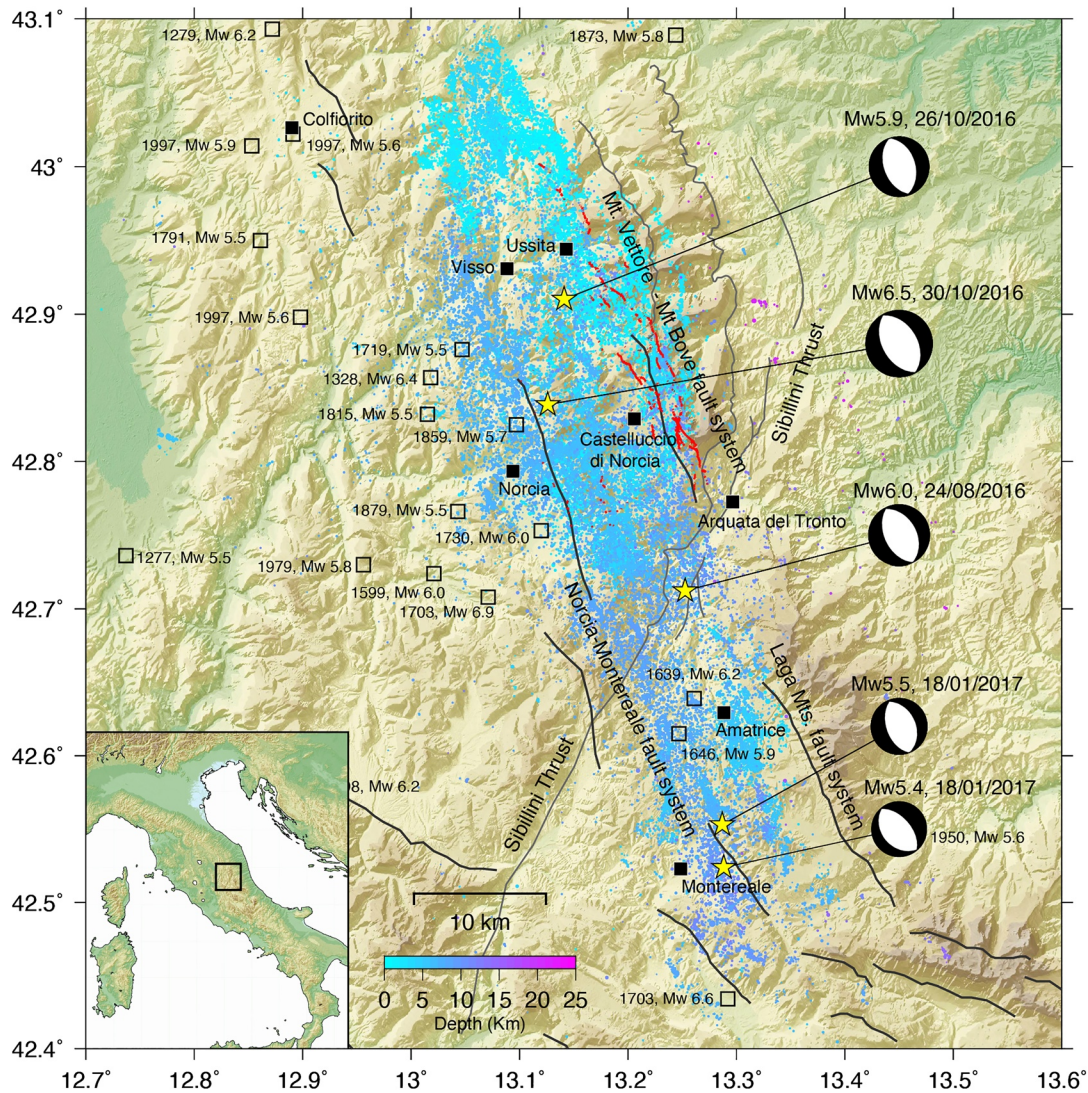 43.1˚
1279, Mw 6.2
1873, Mw 5.8
Colfiorito
Mw5.9, 26/10/2016
1997, Mw 5.9
1997, Mw 5.6
43˚
Mt. Vettore - Mt Bove fault system
1791, Mw 5.5
Ussita
Visso
Mw6.5, 30/10/2016
42.9˚
1997, Mw 5.6
1719, Mw 5.5
Sibillini Thrust
1328, Mw 6.4
1815, Mw 5.5
1859, Mw 5.7
Castelluccio
di Norcia
42.8˚
Norcia
Mw6.0, 24/08/2016
1879, Mw 5.5
Arquata del Tronto
1730, Mw 6.0
1277, Mw 5.5
1979, Mw 5.8
1599, Mw 6.0
1703, Mw 6.9
42.7˚
Norcia-Montereale fault system
Laga Mts. fault system
1639, Mw 6.2
Mw5.5, 18/01/2017
Amatrice
1646, Mw 5.9
42.6˚
Sibillini Thrust
8, Mw 6.2
Mw5.4, 18/01/2017
1950, Mw 5.6
Montereale
42.5˚
10 km
0 5 10 15 20 25
Depth (Km)
1703, Mw 6.6
42.4˚
12.7˚ 12.8˚ 12.9˚ 13˚ 13.1˚ 13.2˚ 13.3˚ 13.4˚ 13.5˚ 13.6˚